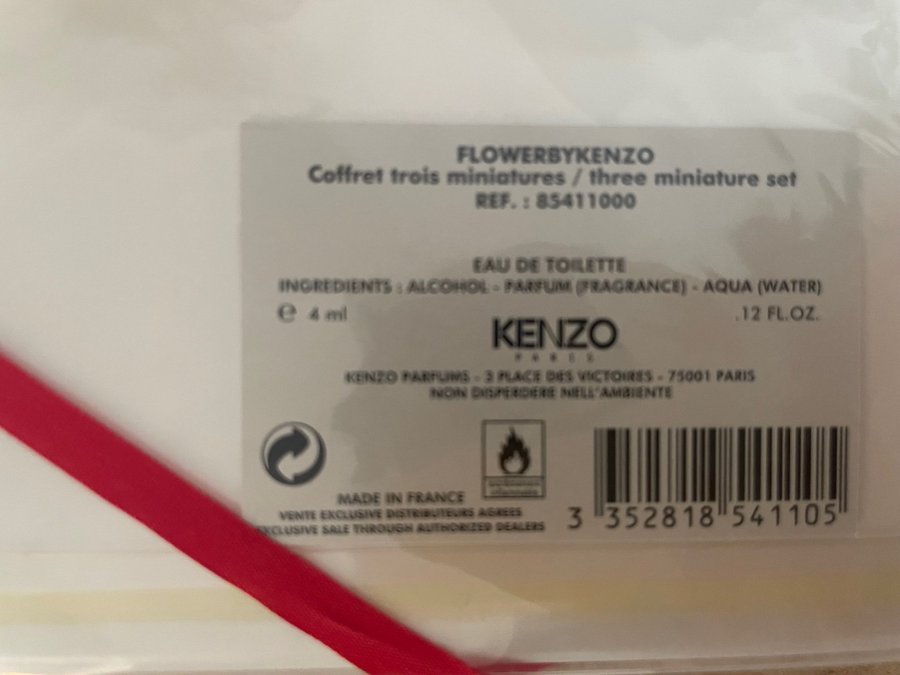 FLOWERBYKENZO
Coffret trois miniatures / three miniature set
REF. : 85411000
EAU DE TOILETTE
INGREDIENTS : ALCOHOL - PARFUM (FRAGRANCE) - AQUA (WATER)
℮ 4 ml
.12 FL.OZ.
KENZO
PARIS
KENZO PARFUMS - 3 PLACE DES VICTOIRES - 75001 PARIS
NON DISPERDERE NELL'AMBIENTE
MADE IN FRANCE
VENTE EXCLUSIVE DISTRIBUTEURS AGREES
EXCLUSIVE SALE THROUGH AUTHORIZED DEALERS
3 352818 541105